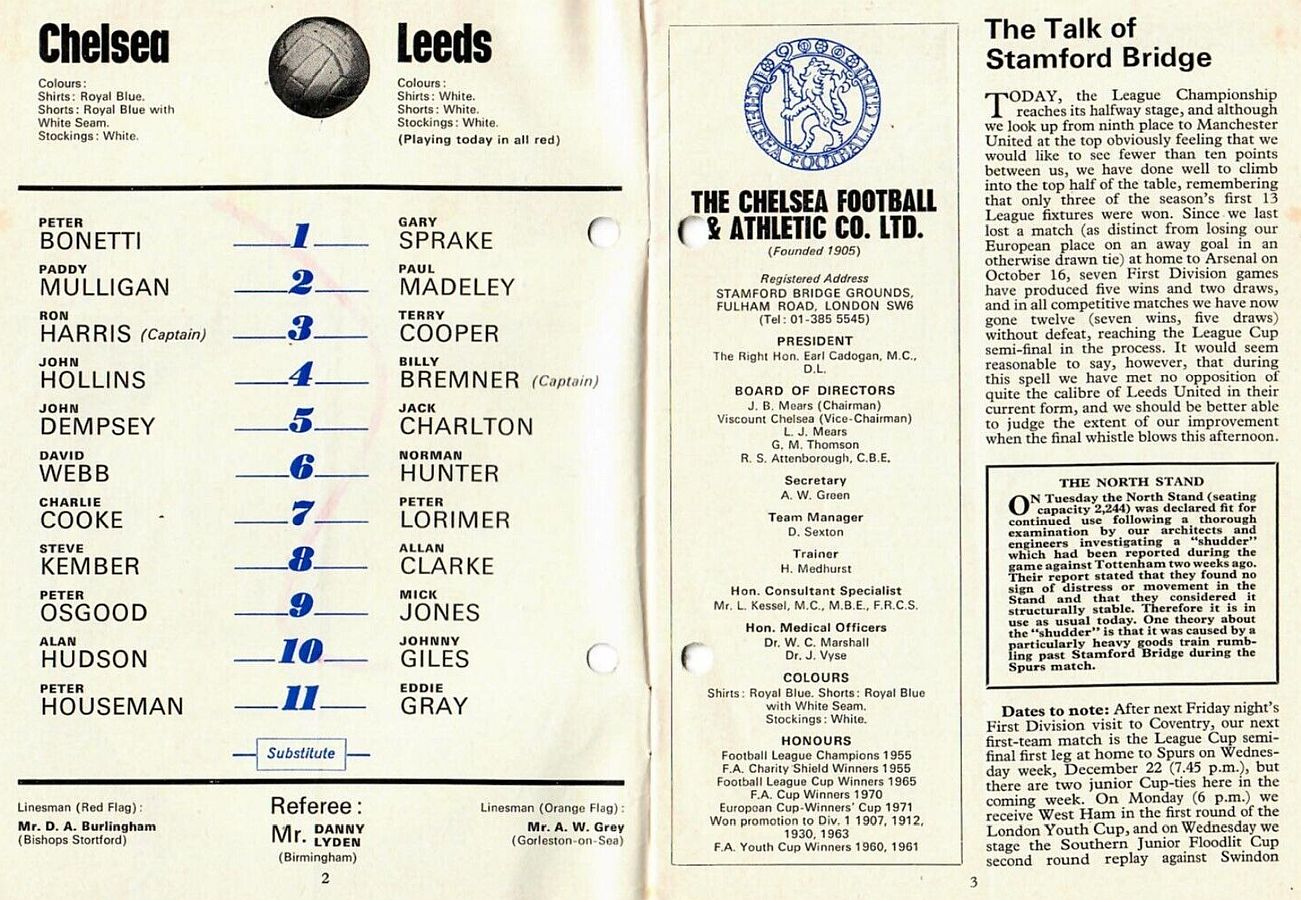 Chelsea
Colours:
Shirts: Royal Blue.
Shorts: Royal Blue with
White Seam.
Stockings: White.
Leeds
Colours:
Shirts: White.
Shorts: White.
Stockings: White.
(Playing today in all red)
PETER
BONETTI
1
GARY
SPRAKE
PADDY
MULLIGAN
2
PAUL
MADELEY
RON
HARRIS (Captain)
3
TERRY
COOPER
JOHN
HOLLINS
4
BILLY
BREMNER (Captain)
JOHN
DEMPSEY
5
JACK
CHARLTON
DAVID
WEBB
6
NORMAN
HUNTER
CHARLIE
COOKE
7
PETER
LORIMER
STEVE
KEMBER
8
ALLAN
CLARKE
PETER
OSGOOD
9
MICK
JONES
ALAN
HUDSON
10
JOHNNY
GILES
PETER
HOUSEMAN
11
EDDIE
GRAY
Substitute
Linesman (Red Flag):
Mr. D. A. Burlingham
(Bishops Stortford)
Referee:
Mr. DANNY
LYDEN
(Birmingham)
Linesman (Orange Flag):
Mr. A. W. Grey
(Gorleston-on-Sea)
2
CHELSEA FOOTBALL CLUB
THE CHELSEA FOOTBALL
& ATHLETIC CO. LTD.
(Founded 1905)
Registered Address
STAMFORD BRIDGE GROUNDS,
FULHAM ROAD, LONDON SW6
(Tel: 01-385 5545)
PRESIDENT
The Right Hon. Earl Cadogan, M.C.,
D.L.
BOARD OF DIRECTORS
J. B. Mears (Chairman)
Viscount Chelsea (Vice-Chairman)
L. J. Mears
G. M. Thomson
R. S. Attenborough, C.B.E.
Secretary
A. W. Green
Team Manager
D. Sexton
Trainer
H. Medhurst
Hon. Consultant Specialist
Mr. L. Kessel, M.C., M.B.E., F.R.C.S.
Hon. Medical Officers
Dr. W. C. Marshall
Dr. J. Vyse
COLOURS
Shirts: Royal Blue. Shorts: Royal Blue
with White Seam.
Stockings: White.
HONOURS
Football League Champions 1955
F.A. Charity Shield Winners 1955
Football League Cup Winners 1965
F.A. Cup Winners 1970
European Cup-Winners' Cup 1971
Won promotion to Div. 1 1907, 1912,
1930, 1963
F.A. Youth Cup Winners 1960, 1961
The Talk of
Stamford Bridge
TODAY, the League Championship
reaches its halfway stage, and although
we look up from ninth place to Manchester
United at the top obviously feeling that we
would like to see fewer than ten points
between us, we have done well to climb
into the top half of the table, remembering
that only three of the season's first 13
League fixtures were won. Since we last
lost a match (as distinct from losing our
European place on an away goal in an
otherwise drawn tie) at home to Arsenal on
October 16, seven First Division games
have produced five wins and two draws,
and in all competitive matches we have now
gone twelve (seven wins, five draws)
without defeat, reaching the League Cup
semi-final in the process. It would seem
reasonable to say, however, that during
this spell we have met no opposition of
quite the calibre of Leeds United in their
current form, and we should be better able
to judge the extent of our improvement
when the final whistle blows this afternoon.
THE NORTH STAND
ON Tuesday the North Stand (seating
capacity 2,244) was declared fit for
continued use following a thorough
examination by our architects and
engineers investigating a "shudder"
which had been reported during the
game against Tottenham two weeks ago.
Their report stated that they found no
sign of distress or movement in the
Stand and that they considered it
structurally stable. Therefore it is in
use as usual today. One theory about
the "shudder" is that it was caused by a
particularly heavy goods train rumb-
ling past Stamford Bridge during the
Spurs match.
Dates to note: After next Friday night's
First Division visit to Coventry, our next
first-team match is the League Cup semi-
final first leg at home to Spurs on Wednes-
day week, December 22 (7.45 p.m.), but
there are two junior Cup-ties here in the
coming week. On Monday (6 p.m.) we
receive West Ham in the first round of the
London Youth Cup, and on Wednesday we
stage the Southern Junior Floodlit Cup
second round replay against Swindon
3